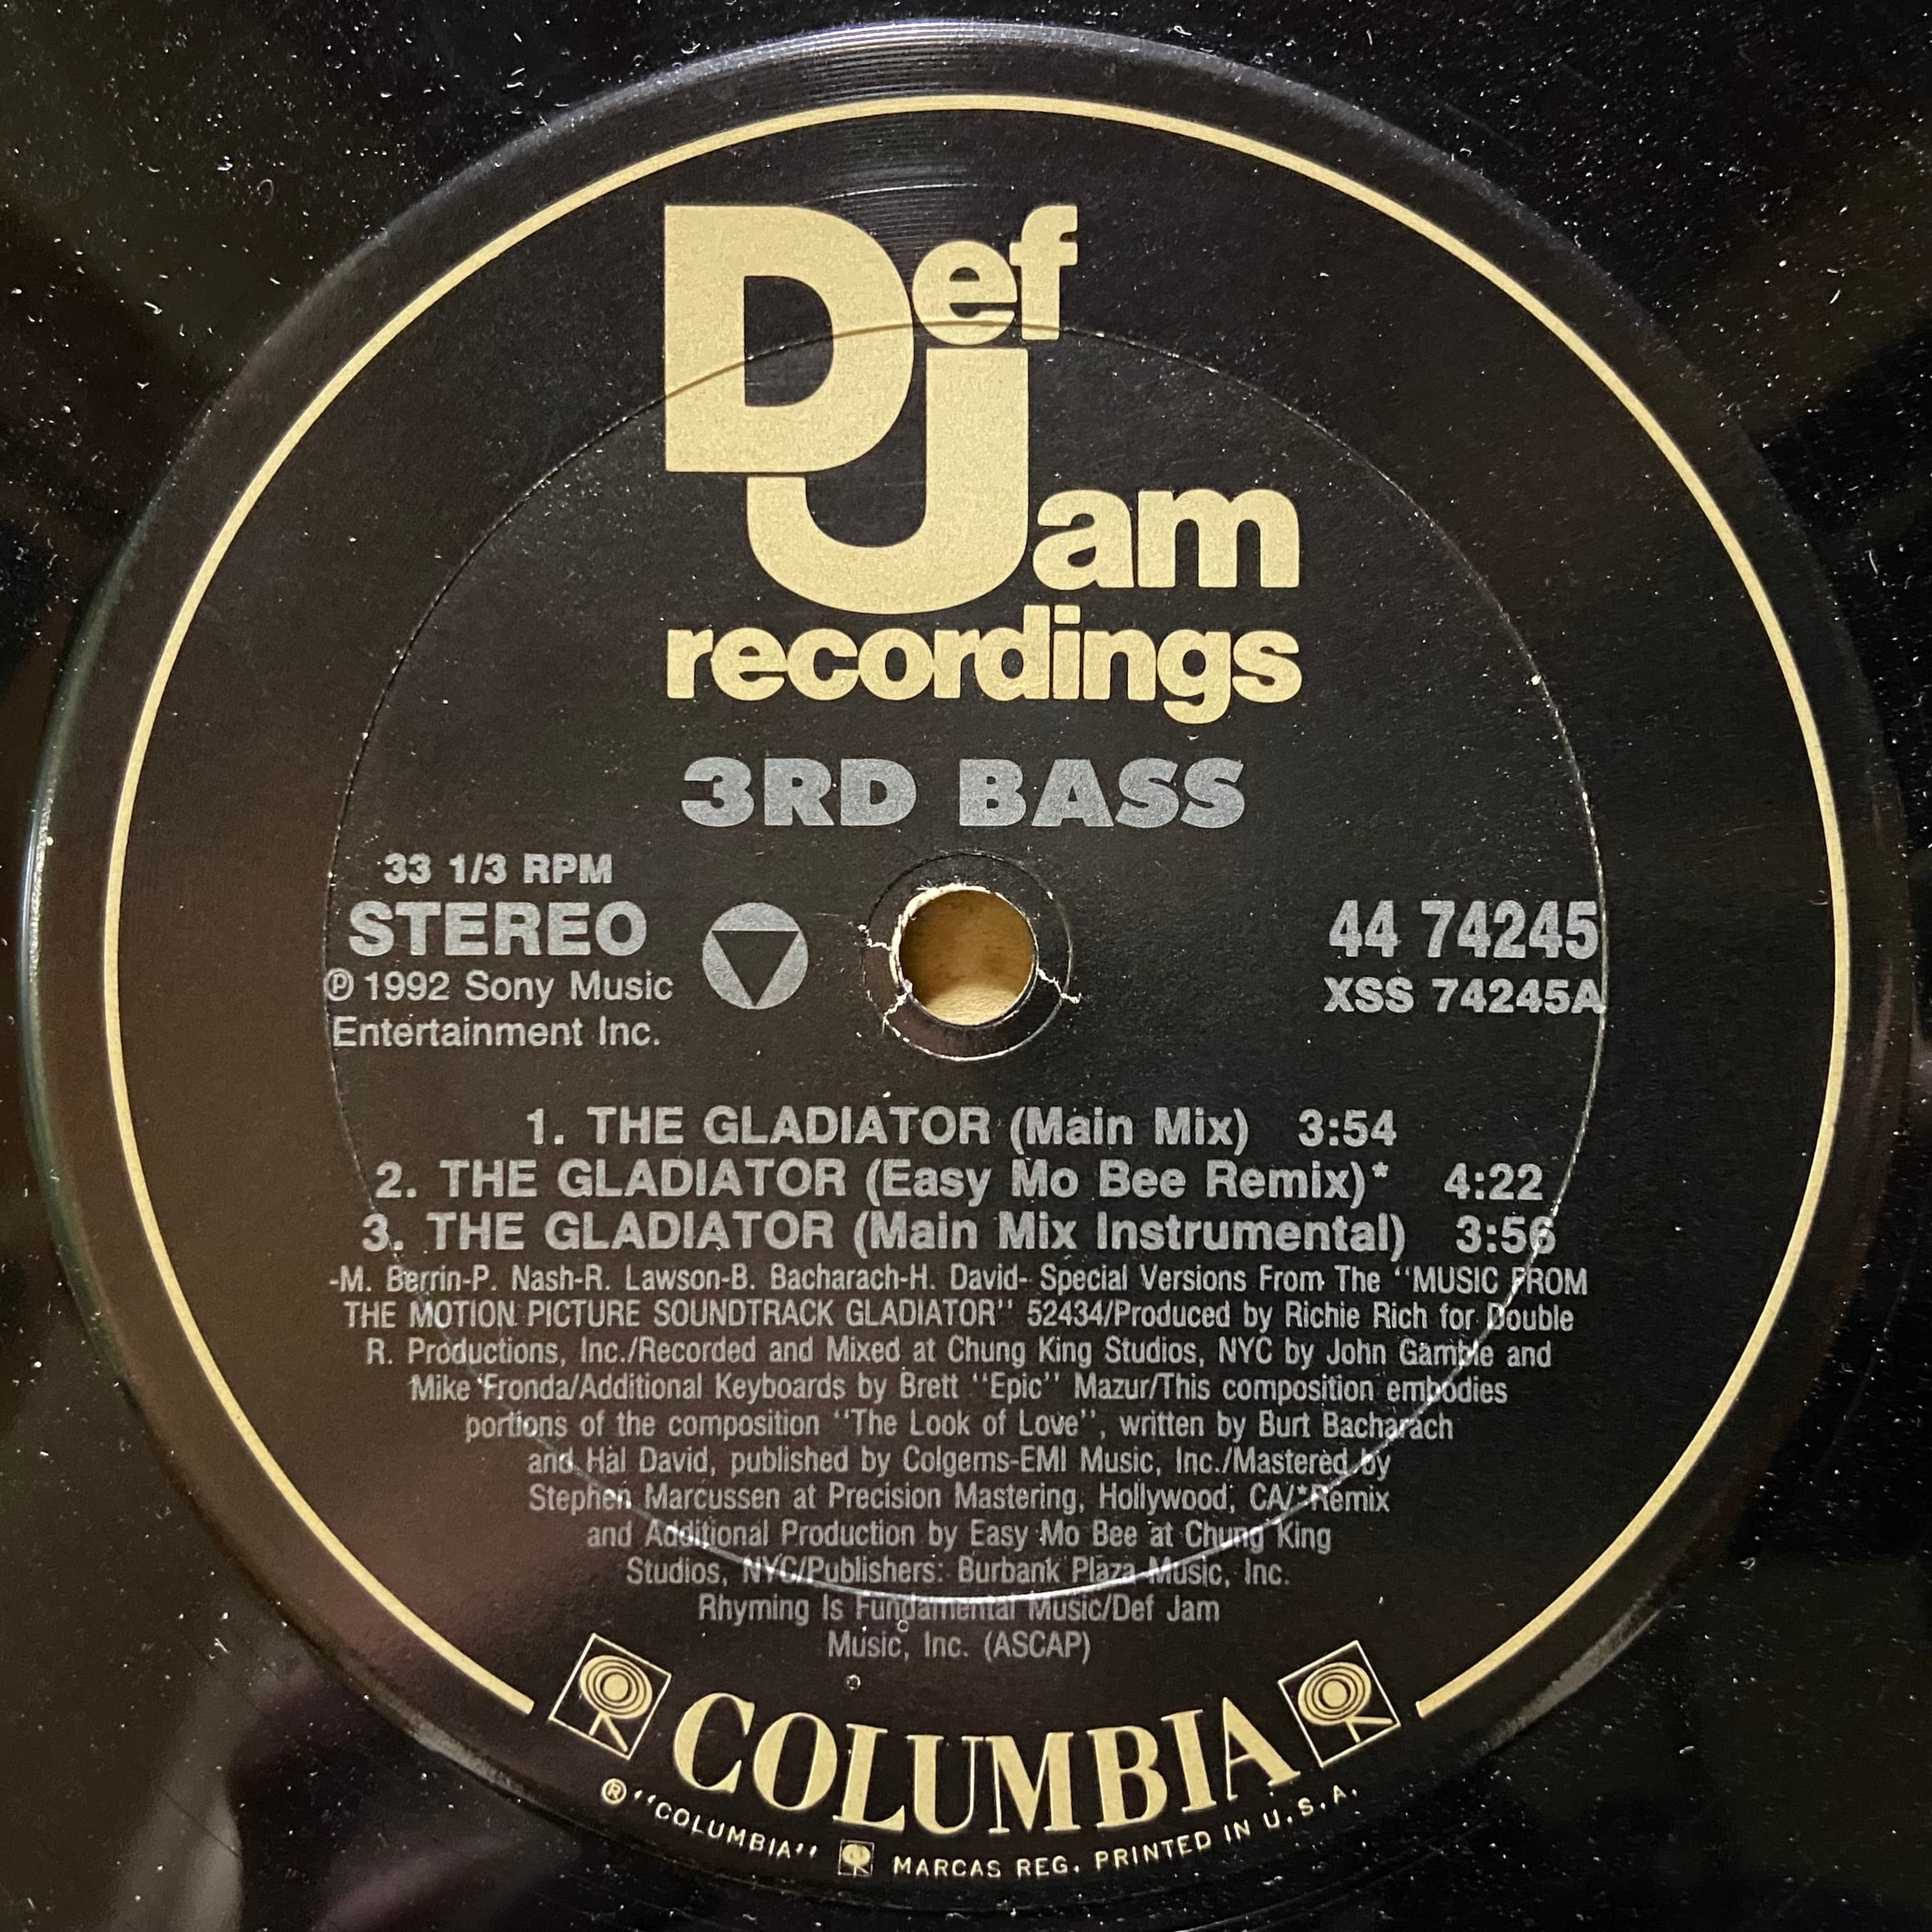 Def
Jam
recordings
3RD BASS
33 1/3 RPM
STEREO
℗ 1992 Sony Music
Entertainment Inc.
44 74245
XSS 74245A
1. THE GLADIATOR (Main Mix) 3:54
2. THE GLADIATOR (Easy Mo Bee Remix)* 4:22
3. THE GLADIATOR (Main Mix Instrumental) 3:56
-M. Berrin-P. Nash-R. Lawson-B. Bacharach-H. David- Special Versions From The "MUSIC FROM
THE MOTION PICTURE SOUNDTRACK GLADIATOR" 52434/Produced by Richie Rich for Double
R. Productions, Inc./Recorded and Mixed at Chung King Studios, NYC by John Gamble and
Mike Fronda/Additional Keyboards by Brett "Epic" Mazur/This composition embodies
portions of the composition "The Look of Love", written by Burt Bacharach
and Hal David, published by Colgems-EMI Music, Inc./Mastered by
Stephen Marcussen at Precision Mastering, Hollywood, CA/*Remix
and Additional Production by Easy Mo Bee at Chung King
Studios, NYC/Publishers: Burbank Plaza Music, Inc.
Rhyming Is Fundamental Music/Def Jam
Music, Inc. (ASCAP)
COLUMBIA
® "COLUMBIA" MARCAS REG. PRINTED IN U.S.A.